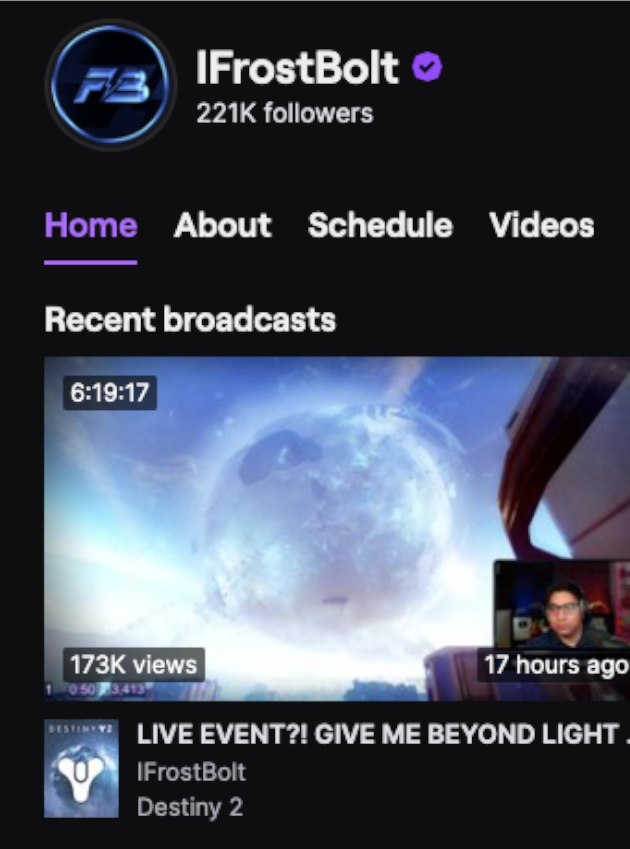 FB
IFrostBolt
221K followers
Home About Schedule Videos
Recent broadcasts
6:19:17
173K views
17 hours ago
1 0:50 3,413
DESTINY 2
LIVE EVENT?! GIVE ME BEYOND LIGHT .
IFrostBolt
Destiny 2